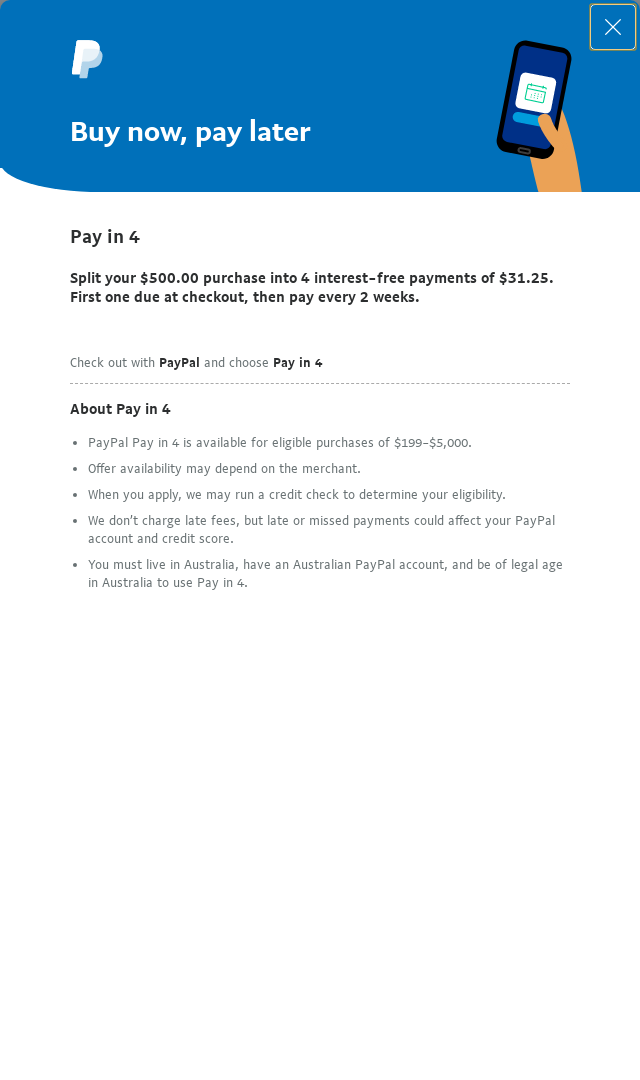 Buy now, pay later
Pay in 4
Split your $500.00 purchase into 4 interest-free payments of $31.25.
First one due at checkout, then pay every 2 weeks.
Check out with PayPal and choose Pay in 4
About Pay in 4
• PayPal Pay in 4 is available for eligible purchases of $199-$5,000.
• Offer availability may depend on the merchant.
• When you apply, we may run a credit check to determine your eligibility.
• We don't charge late fees, but late or missed payments could affect your PayPal
account and credit score.
• You must live in Australia, have an Australian PayPal account, and be of legal age
in Australia to use Pay in 4.